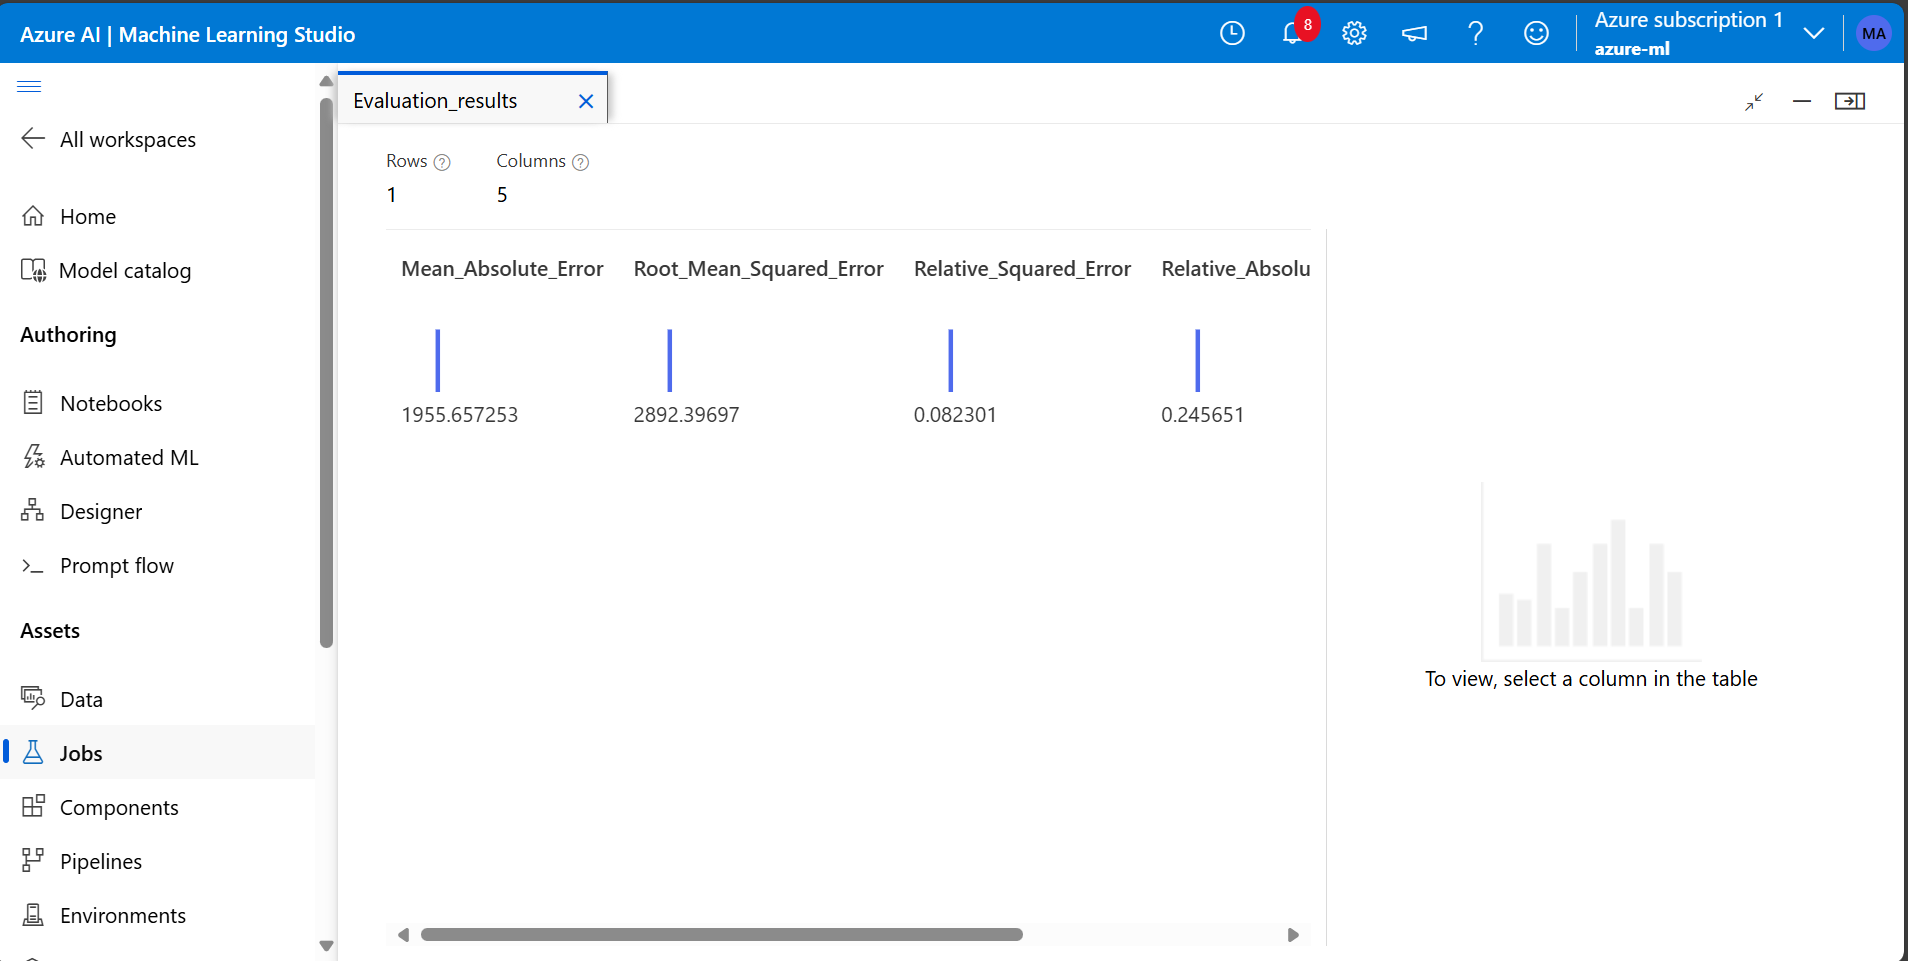 Azure AI | Machine Learning Studio
8
Azure subscription 1
azure-ml
MA
All workspaces
Home
Model catalog
Authoring
Notebooks
Automated ML
Designer
Prompt flow
Assets
Data
Jobs
Components
Pipelines
Environments
Evaluation_results
Rows
Columns
1
5
Mean_Absolute_Error Root_Mean_Squared_Error Relative_Squared_Error Relative_Absolu
1955.657253 2892.39697 0.082301 0.245651
To view, select a column in the table